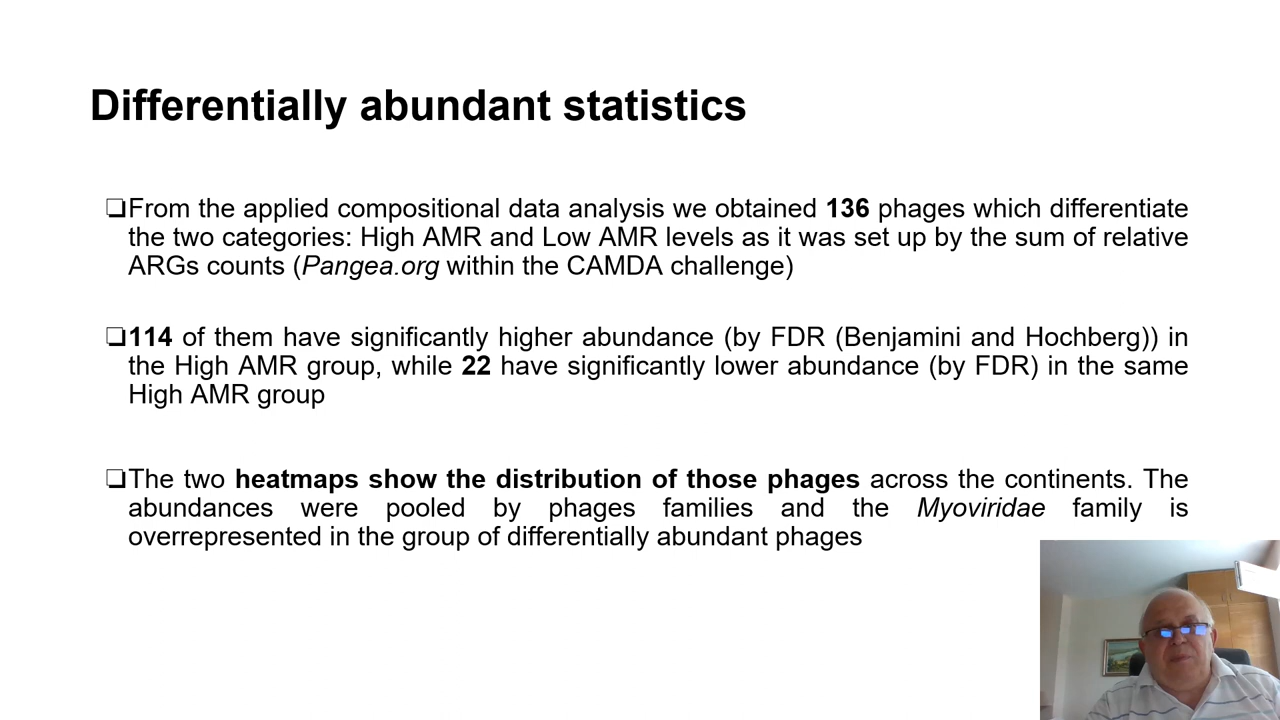 Differentially abundant statistics
❏From the applied compositional data analysis we obtained 136 phages which differentiate
the two categories: High AMR and Low AMR levels as it was set up by the sum of relative
ARGs counts (Pangea.org within the CAMDA challenge)
❏114 of them have significantly higher abundance (by FDR (Benjamini and Hochberg)) in
the High AMR group, while 22 have significantly lower abundance (by FDR) in the same
High AMR group
❏The two heatmaps show the distribution of those phages across the continents. The
abundances were pooled by phages families and the Myoviridae family is
overrepresented in the group of differentially abundant phages